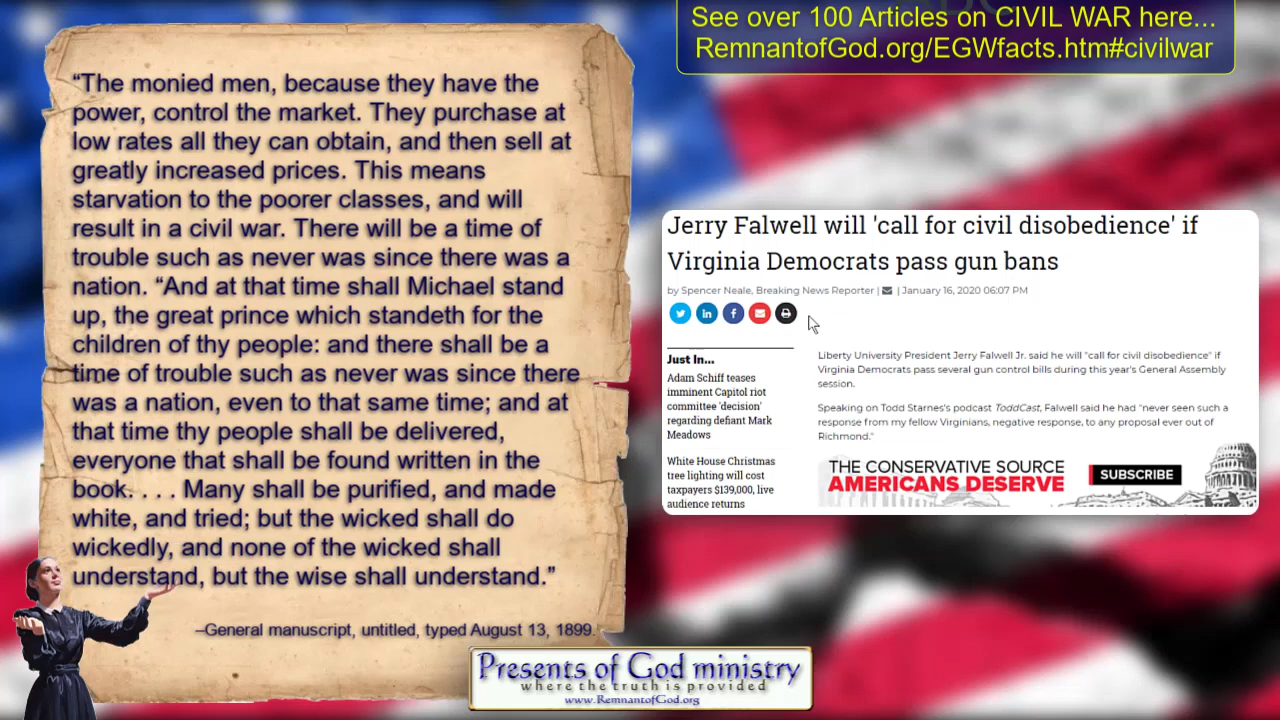 See over 100 Articles on CIVIL WAR here...
RemnantofGod.org/EGWfacts.htm#civilwar
“The monied men, because they have the
power, control the market. They purchase at
low rates all they can obtain, and then sell at
greatly increased prices. This means
starvation to the poorer classes, and will
result in a civil war. There will be a time of
trouble such as never was since there was a
nation. “And at that time shall Michael stand
up, the great prince which standeth for the
children of thy people: and there shall be a
time of trouble such as never was since there
was a nation, even to that same time; and at
that time thy people shall be delivered,
everyone that shall be found written in the
book. . . . Many shall be purified, and made
white, and tried; but the wicked shall do
wickedly, and none of the wicked shall
understand, but the wise shall understand.”
–General manuscript, untitled, typed August 13, 1899.
Jerry Falwell will 'call for civil disobedience' if
Virginia Democrats pass gun bans
by Spencer Neale, Breaking News Reporter | | January 16, 2020 06:07 PM
Just In...
Adam Schiff teases
imminent Capitol riot
committee 'decision'
regarding defiant Mark
Meadows
White House Christmas
tree lighting will cost
taxpayers $139,000, live
audience returns
Liberty University President Jerry Falwell Jr. said he will "call for civil disobedience" if
Virginia Democrats pass several gun control bills during this year's General Assembly
session.
Speaking on Todd Starnes's podcast ToddCast, Falwell said he had "never seen such a
response from my fellow Virginians, negative response, to any proposal ever out of
Richmond."
THE CONSERVATIVE SOURCE
AMERICANS DESERVE
SUBSCRIBE
Presents of God ministry
where the truth is provided
www.RemnantofGod.org